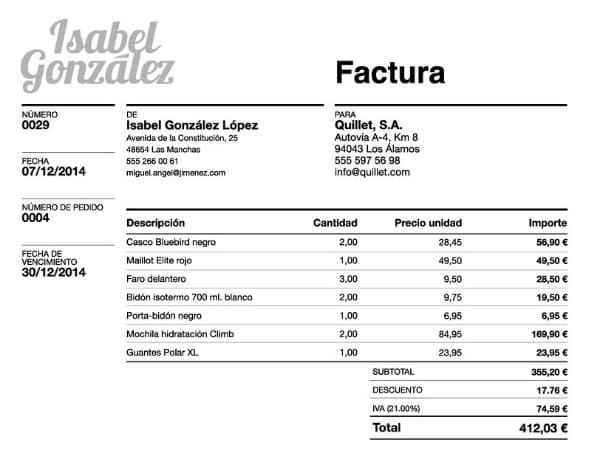 Isabel
González
Factura
NÚMERO
0029
FECHA
07/12/2014
NÚMERO DE PEDIDO
0004
FECHA DE
VENCIMIENTO
30/12/2014
DE
Isabel González López
Avenida de la Constitución, 25
48654 Las Manchas
555 266 00 61
miguel.angel@jimenez.com
PARA
Quillet, S.A.
Autovía A-4, Km 8
94043 Los Álamos
555 597 56 98
info@quillet.com
Descripción Cantidad Precio unidad Importe
Casco Bluebird negro 2,00 28,45 56,90 €
Maillot Elite rojo 1,00 49,50 49,50 €
Faro delantero 3,00 9,50 28,50 €
Bidón isotermo 700 ml. blanco 2,00 9,75 19,50 €
Porta-bidón negro 1,00 6,95 6,95 €
Mochila hidratación Climb 2,00 84,95 169,90 €
Guantes Polar XL 1,00 23,95 23,95 €
SUBTOTAL 355,20 €
DESCUENTO 17.76 €
IVA (21.00%) 74,59 €
Total 412,03 €